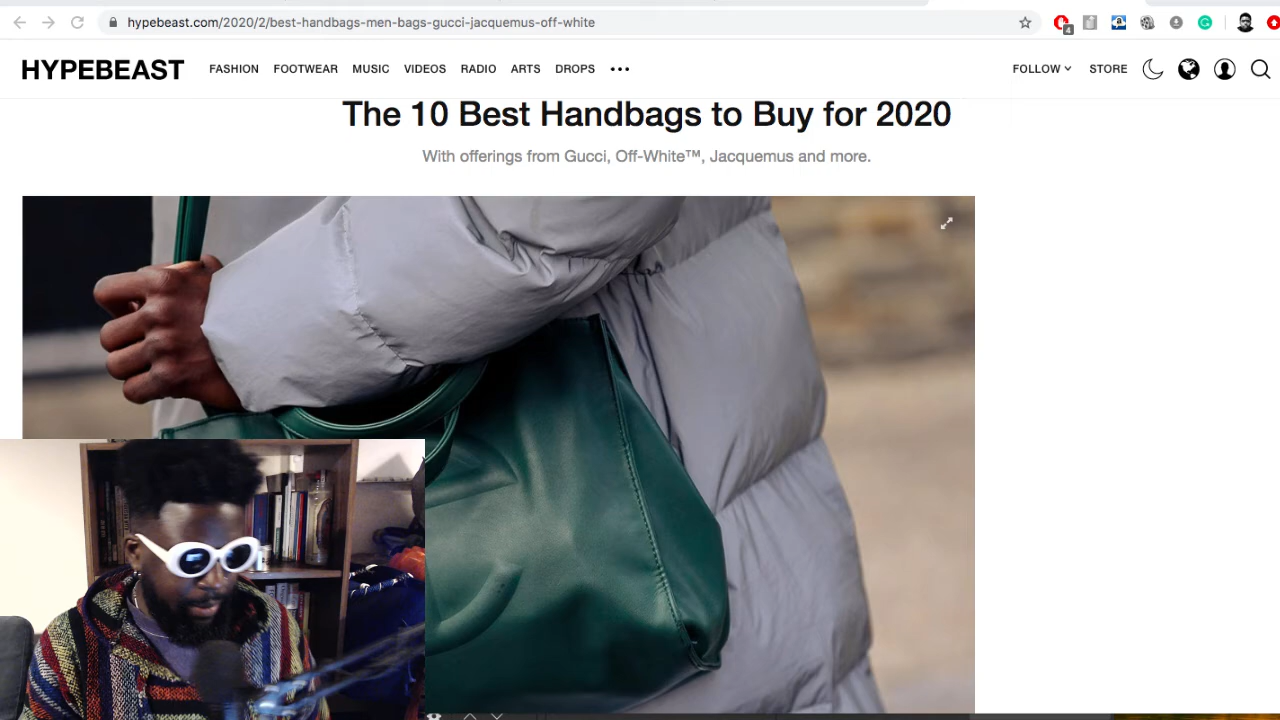 hypebeast.com/2020/2/best-handbags-men-bags-gucci-jacquemus-off-white
4
HYPEBEAST FASHION FOOTWEAR MUSIC VIDEOS RADIO ARTS DROPS ••• FOLLOW STORE
The 10 Best Handbags to Buy for 2020
With offerings from Gucci, Off-White™, Jacquemus and more.